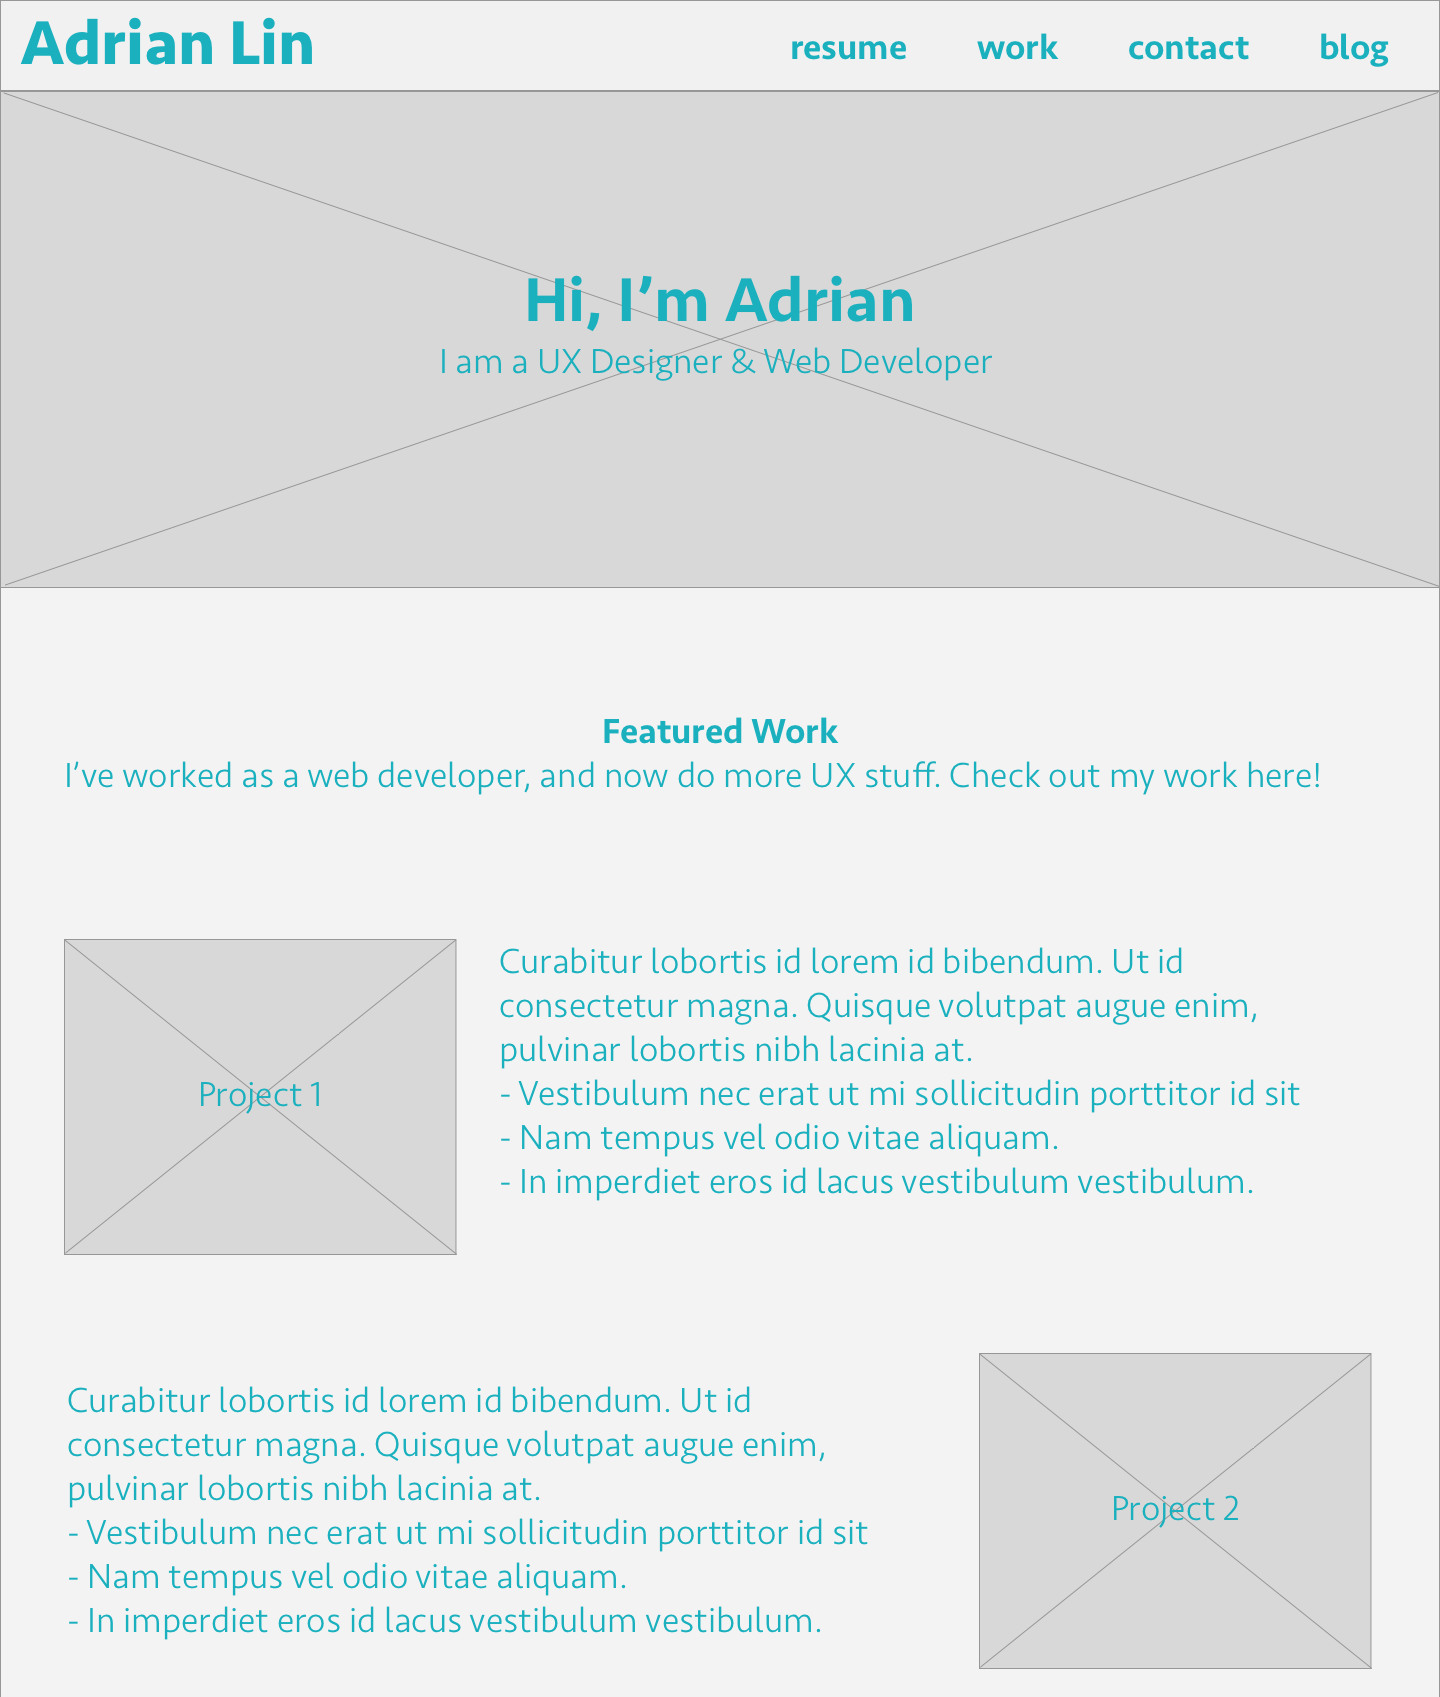 Adrian Lin
resume work contact blog
Hi, I’m Adrian
I am a UX Designer & Web Developer
Featured Work
I’ve worked as a web developer, and now do more UX stuff. Check out my work here!
Project 1
Curabitur lobortis id lorem id bibendum. Ut id
consectetur magna. Quisque volutpat augue enim,
pulvinar lobortis nibh lacinia at.
- Vestibulum nec erat ut mi sollicitudin porttitor id sit
- Nam tempus vel odio vitae aliquam.
- In imperdiet eros id lacus vestibulum vestibulum.
Curabitur lobortis id lorem id bibendum. Ut id
consectetur magna. Quisque volutpat augue enim,
pulvinar lobortis nibh lacinia at.
- Vestibulum nec erat ut mi sollicitudin porttitor id sit
- Nam tempus vel odio vitae aliquam.
- In imperdiet eros id lacus vestibulum vestibulum.
Project 2